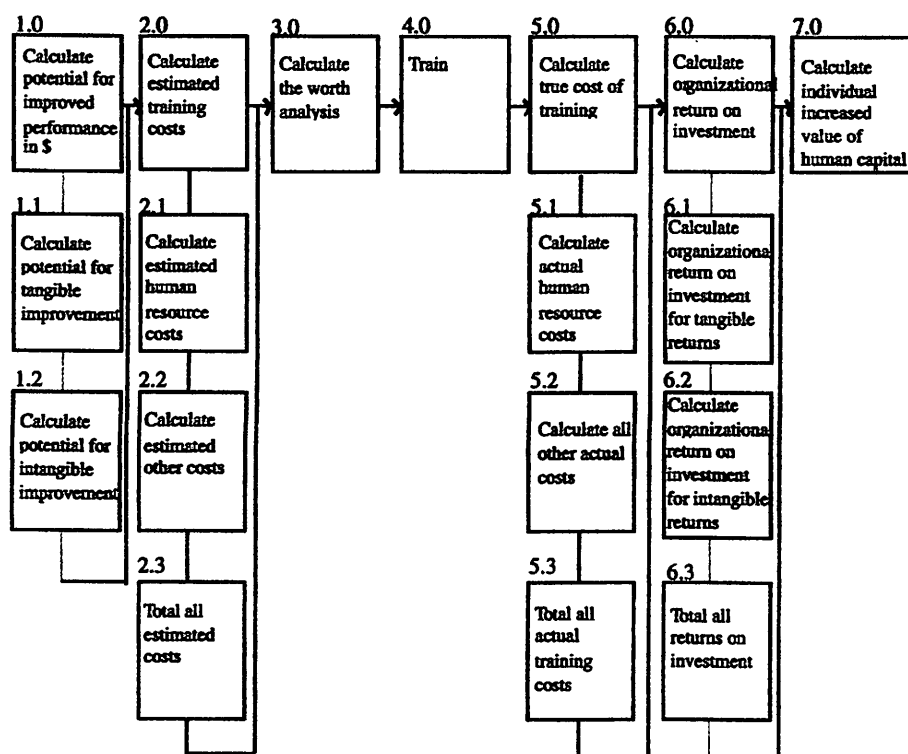 1.0
Calculate
potential for
improved
performance
in $
2.0
Calculate
estimated
training
costs
3.0
Calculate
the worth
analysis
4.0
Train
5.0
Calculate
true cost of
training
6.0
Calculate
organizational
return on
investment
7.0
Calculate
individual
increased
value of
human capital
1.1
Calculate
potential for
tangible
improvement
2.1
Calculate
estimated
human
resource
costs
5.1
Calculate
actual
human
resource
costs
6.1
Calculate
organizational
return on
investment
for tangible
returns
1.2
Calculate
potential for
intangible
improvement
2.2
Calculate
estimated
other costs
5.2
Calculate all
other actual
costs
6.2
Calculate
organizational
return on
investment
for intangible
returns
2.3
Total all
estimated
costs
5.3
Total all
actual
training
costs
6.3
Total all
returns on
investment